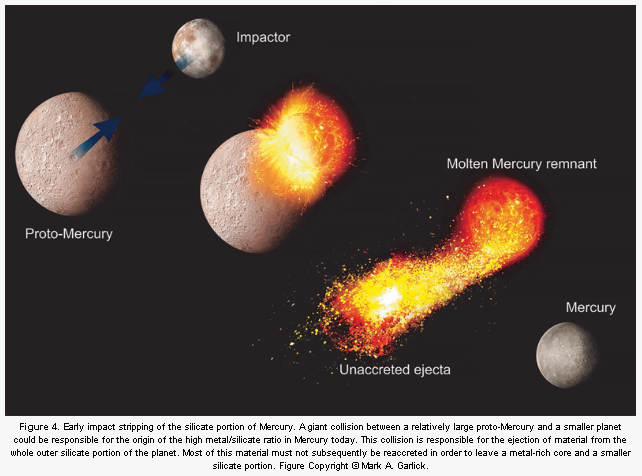 Impactor
Proto-Mercury
Molten Mercury remnant
Mercury
Unaccreted ejecta
Figure 4. Early impact stripping of the silicate portion of Mercury. A giant collision between a relatively large proto-Mercury and a smaller planet
could be responsible for the origin of the high metal/silicate ratio in Mercury today. This collision is responsible for the ejection of material from the
whole outer silicate portion of the planet. Most of this material must not subsequently be reaccreted in order to leave a metal-rich core and a smaller
silicate portion. Figure Copyright © Mark A. Garlick.